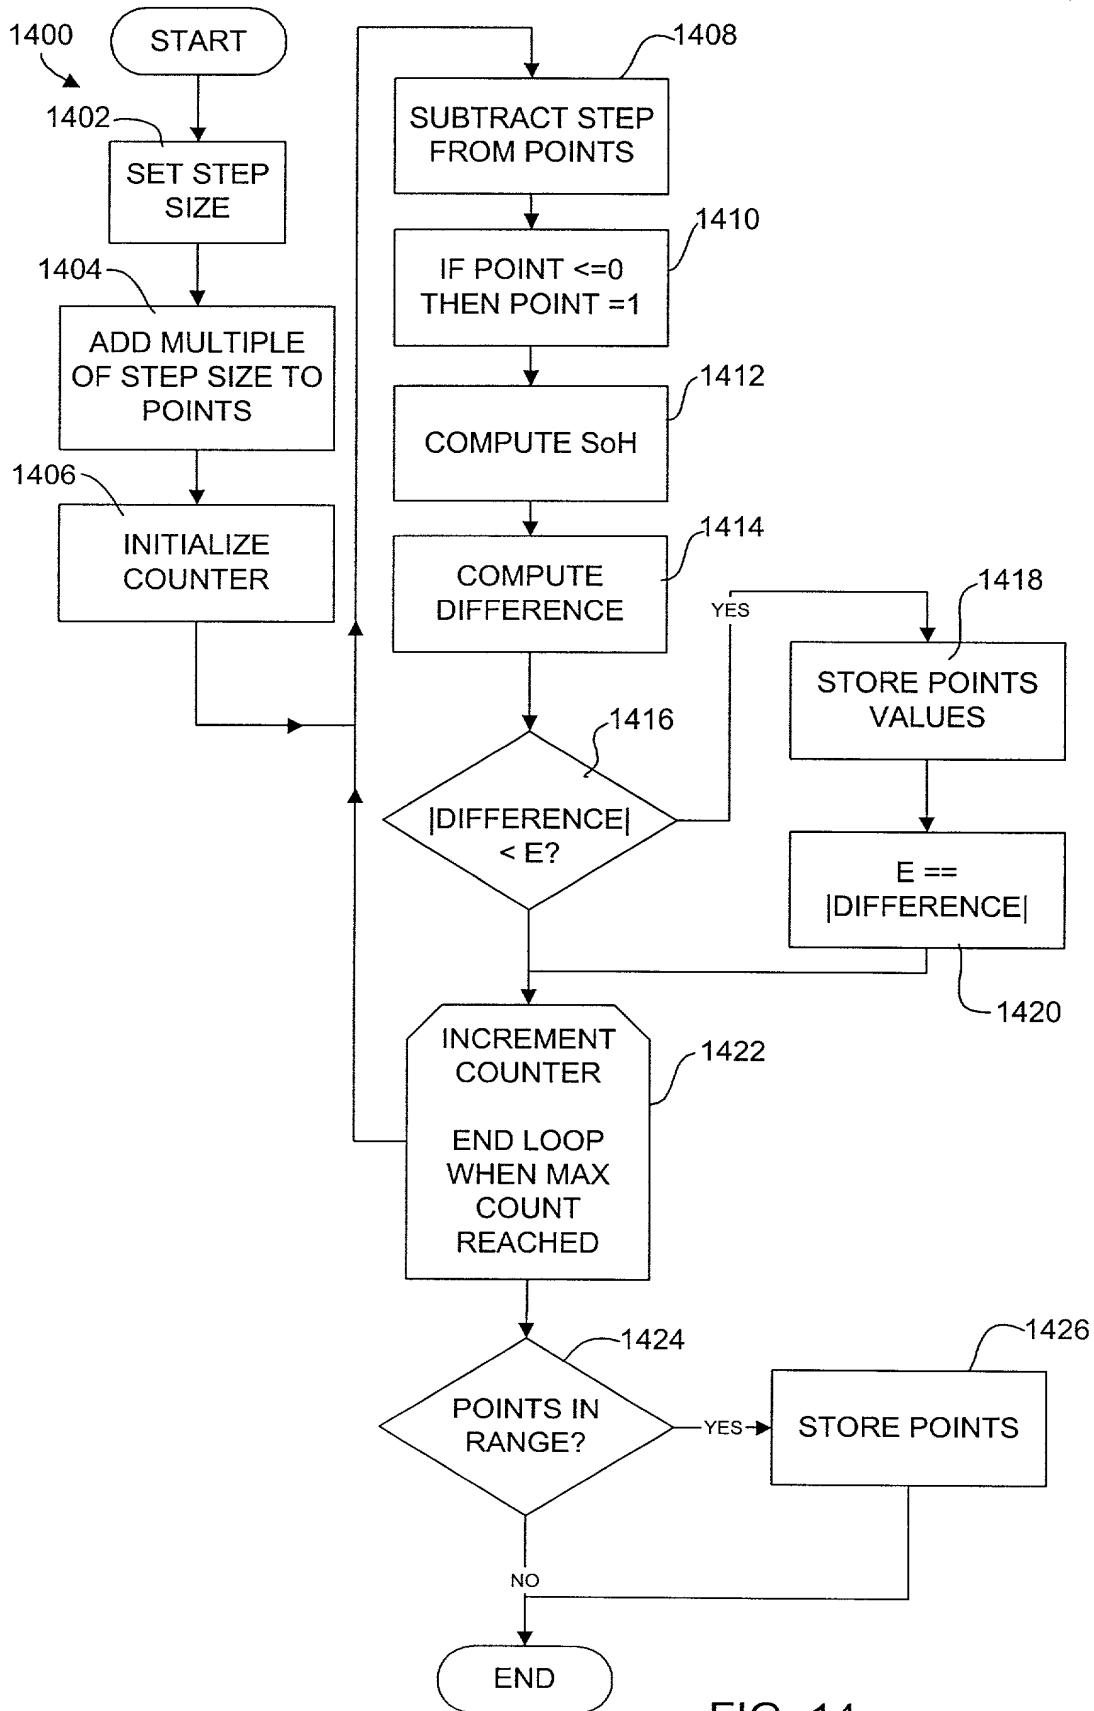 1400
START
1402
SET STEP
SIZE
1404
ADD MULTIPLE
OF STEP SIZE TO
POINTS
1406
INITIALIZE
COUNTER
1408
SUBTRACT STEP
FROM POINTS
1410
IF POINT <=0
THEN POINT =1
1412
COMPUTE SoH
1414
COMPUTE
DIFFERENCE
1416
|DIFFERENCE|
< E?
YES
1418
STORE POINTS
VALUES
E ==
|DIFFERENCE|
1420
INCREMENT
COUNTER
END LOOP
WHEN MAX
COUNT
REACHED
1422
1424
POINTS IN
RANGE?
YES
1426
STORE POINTS
NO
END
FIG. 14